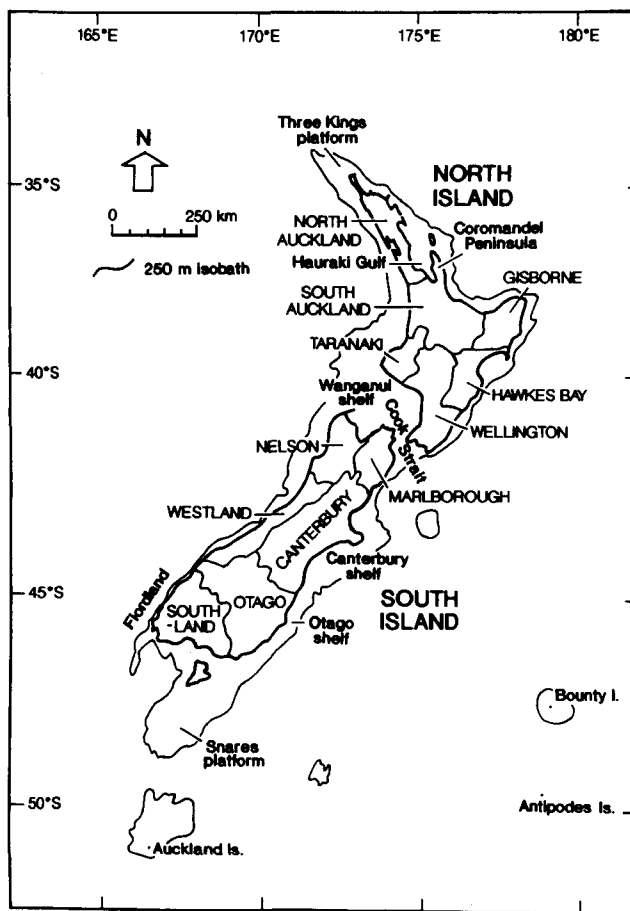 165°E 170°E 175°E 180°E
Three Kings
platform
N
NORTH
ISLAND
35°S
0 250 km
NORTH
AUCKLAND
Coromandel
Peninsula
Hauraki Gulf
250 m Isobath
GISBORNE
SOUTH
AUCKLAND
TARANAKI
40°S
Wanganui
shelf
HAWKES BAY
Cook Strait
WELLINGTON
NELSON
MARLBOROUGH
WESTLAND
CANTERBURY
Canterbury
shelf
Fiordland
45°S
OTAGO
SOUTH
-LAND
SOUTH
ISLAND
Otago
shelf
Bounty I.
Snares
platform
50°S
Antipodes Is.
Auckland Is.